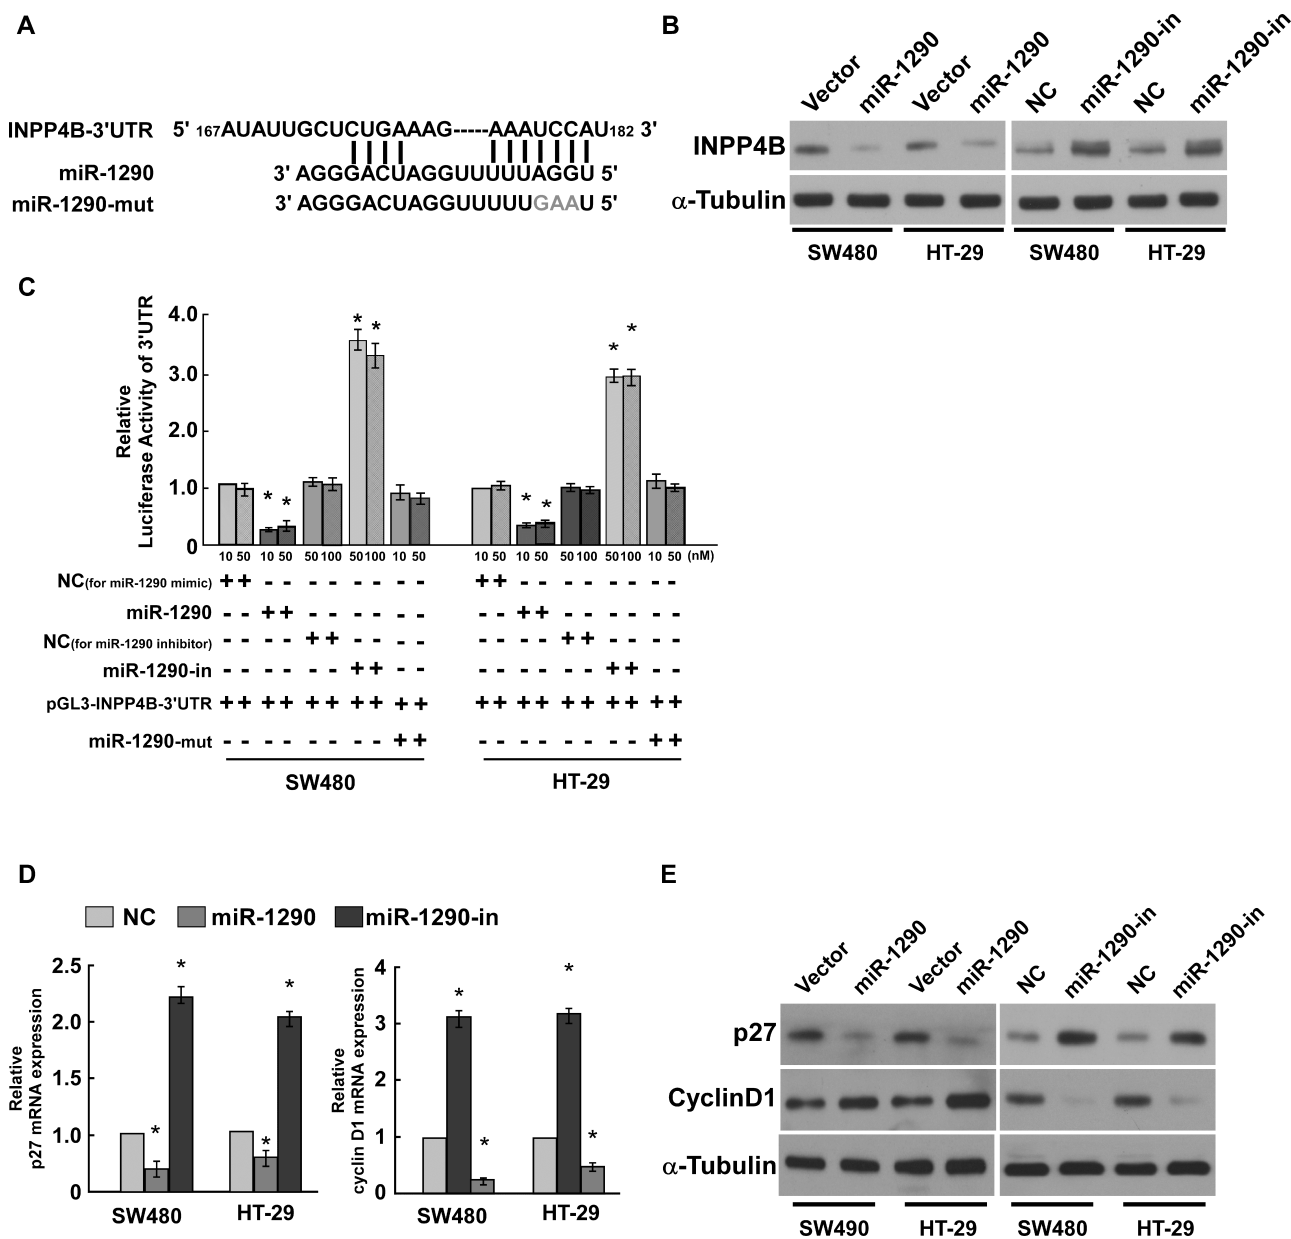 A
INPP4B-3'UTR 5' 167AUAUUGCUCUGAAAG-----AAAUCCAU182 3'
miR-1290 3' AGGGACUAGGUUUUUAGGU 5'
miR-1290-mut 3' AGGGACUAGGUUUUUGAAU 5'
B
Vector miR-1290 Vector miR-1290 NC miR-1290-in NC miR-1290-in
INPP4B
α-Tubulin
SW480 HT-29 SW480 HT-29
C
Relative
Luciferase Activity of 3'UTR
4.0
3.0
2.0
1.0
0
* * * * * * * *
10 50 10 50 50 100 50 100 10 50 10 50 10 50 50 100 50 100 10 50 (nM)
NC(for miR-1290 mimic) + + - - - - - - - - + + - - - - - - - -
miR-1290 - - + + - - - - - - - - + + - - - - - -
NC(for miR-1290 inhibitor) - - - - + + - - - - - - - - + + - - - -
miR-1290-in - - - - - - + + - - - - - - - - + + - -
pGL3-INPP4B-3'UTR + + + + + + + + + + + + + + + + + + + +
miR-1290-mut - - - - - - - - + + - - - - - - - - + +
SW480 HT-29
D
NC miR-1290 miR-1290-in
Relative
p27 mRNA expression
2.5
2.0
1.5
1.0
0
* * * *
SW480 HT-29
Relative
cyclin D1 mRNA expression
4
3
2
1
0
* * * *
SW480 HT-29
E
Vector miR-1290 Vector miR-1290 NC miR-1290-in NC miR-1290-in
p27
CyclinD1
α-Tubulin
SW490 HT-29 SW480 HT-29